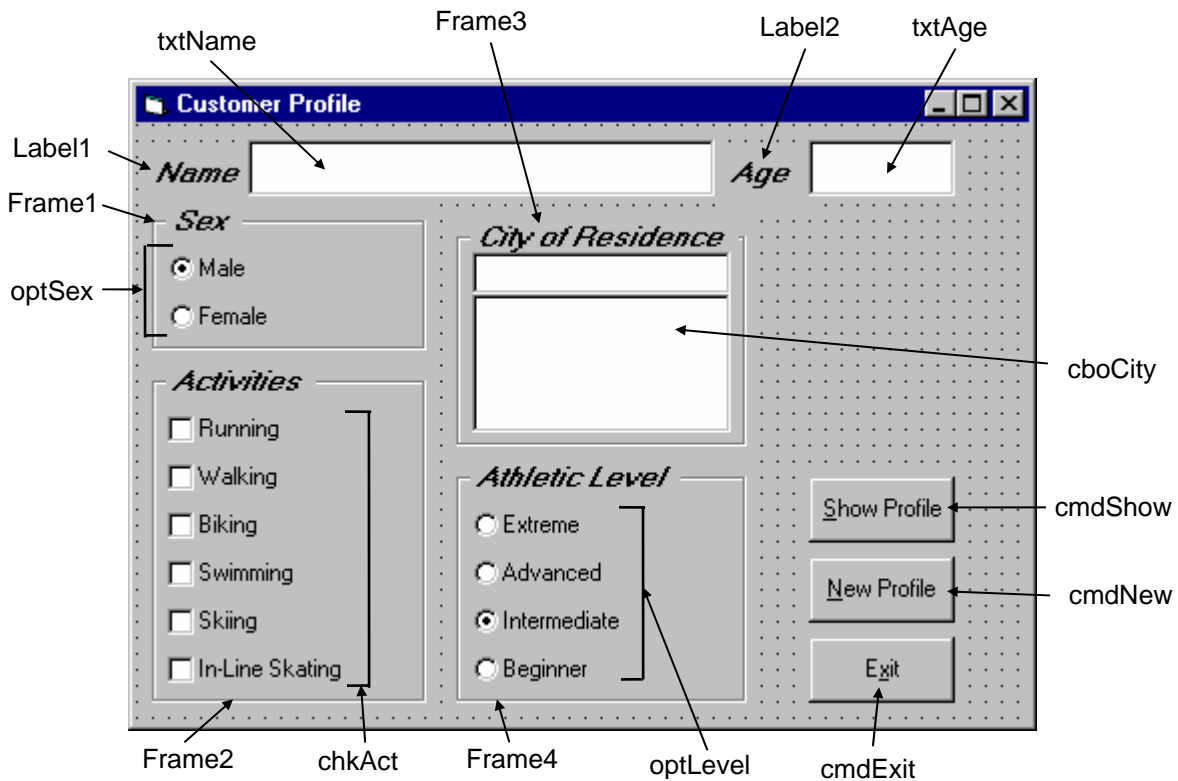 Frame3
Label2
txtAge
txtName
Customer Profile
Label1
Name
Age
Frame1
Sex
City of Residence
Male
optSex
Female
cboCity
Activities
Running
Walking
Athletic Level
Show Profile
cmdShow
Biking
Extreme
Swimming
Advanced
New Profile
cmdNew
Skiing
Intermediate
In-Line Skating
Beginner
Exit
Frame2
chkAct
Frame4
optLevel
cmdExit